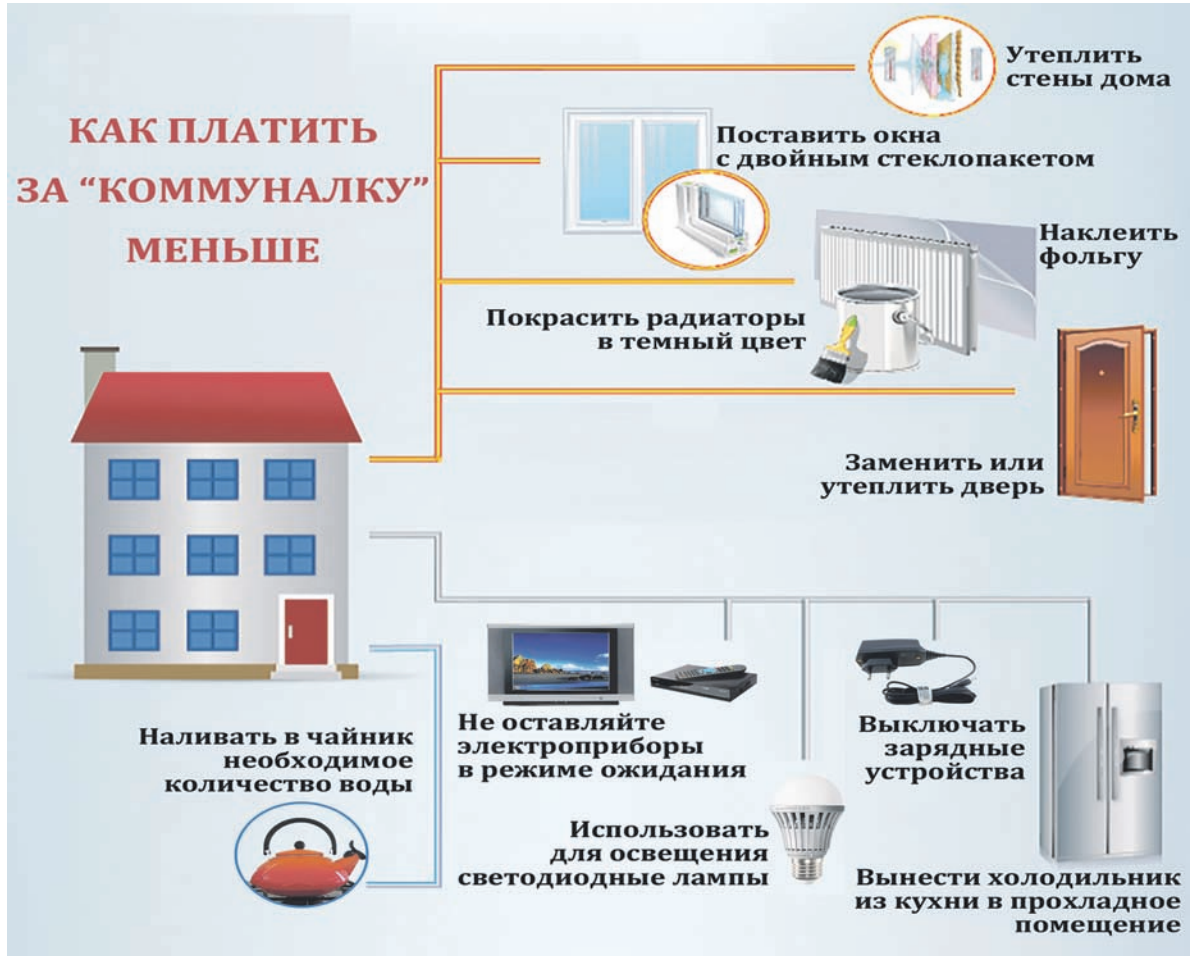 КАК ПЛАТИТЬ
ЗА “КОММУНАЛКУ”
МЕНЬШЕ
Утеплить
стены дома
Поставить окна
с двойным стеклопакетом
Наклеить
фольгу
Покрасить радиаторы
в темный цвет
Заменить или
утеплить дверь
Наливать в чайник
необходимое
количество воды
Не оставляйте
электроприборы
в режиме ожидания
Использовать
для освещения
светодиодные лампы
Выключать
зарядные
устройства
Вынести холодильник
из кухни в прохладное
помещение